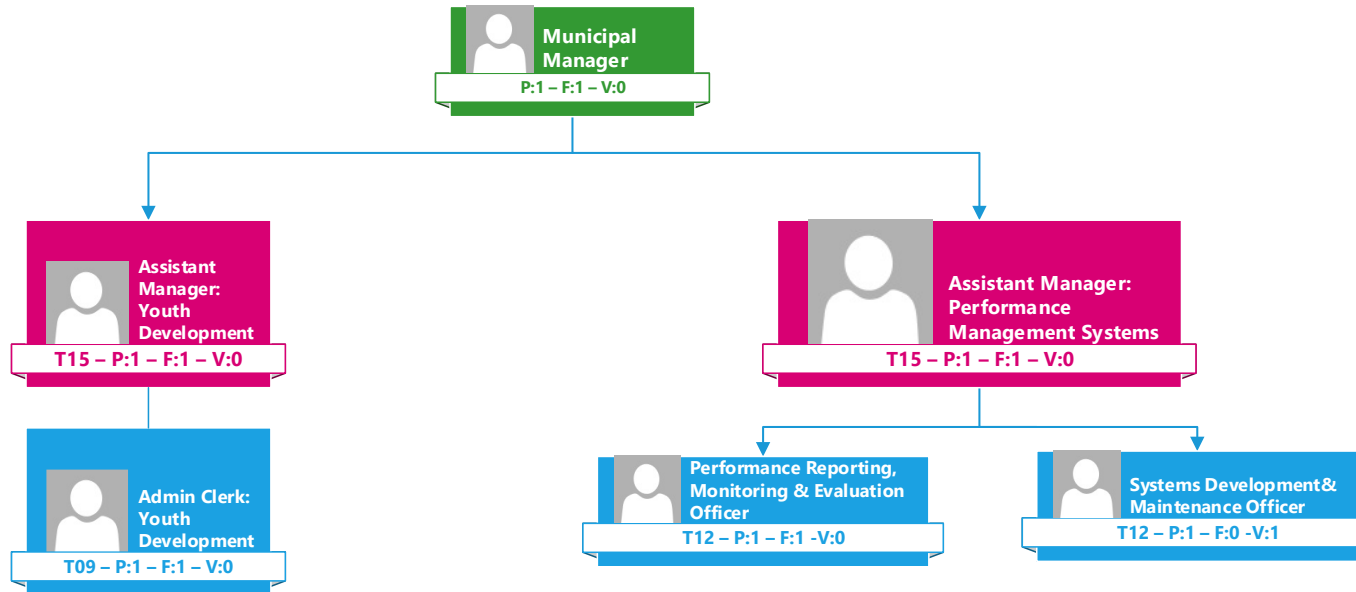 Municipal
Manager
P:1 – F:1 – V:0
Assistant
Manager:
Youth
Development
T15 – P:1 – F:1 – V:0
Assistant Manager:
Performance
Management Systems
T15 – P:1 – F:1 – V:0
Admin Clerk:
Youth
Development
T09 – P:1 – F:1 – V:0
Performance Reporting,
Monitoring & Evaluation
Officer
T12 – P:1 – F:1 -V:0
Systems Development&
Maintenance Officer
T12 – P:1 – F:0 -V:1